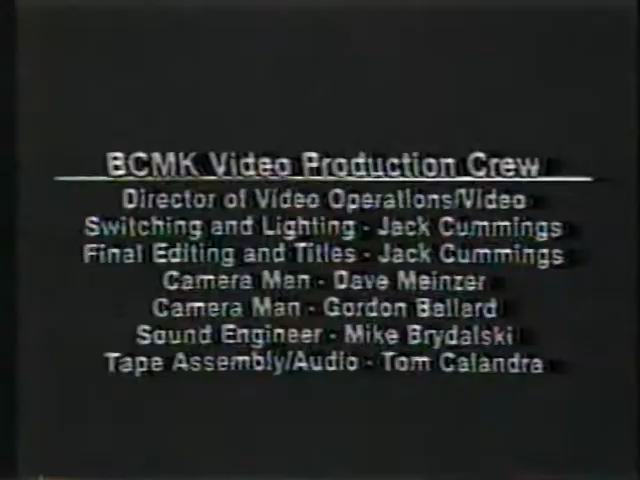 BCMK Video Production Crew
Director of Video Operations/Video
Switching and Lighting - Jack Cummings
Final Editing and Titles - Jack Cummings
Camera Man - Dave Meinzer
Camera Man - Gordon Ballard
Sound Engineer - Mike Brydalski
Tape Assembly/Audio - Tom Calandra